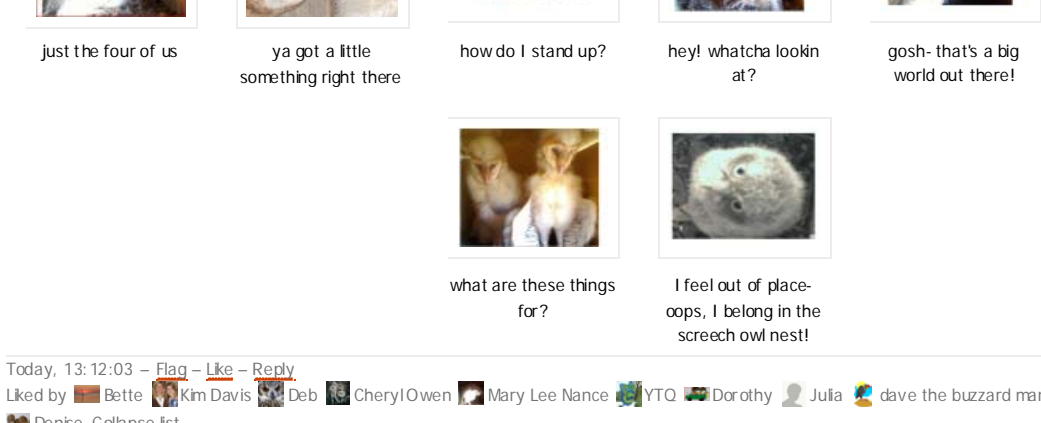 just the four of us
ya got a little
something right there
how do I stand up?
hey! whatcha lookin
at?
gosh- that's a big
world out there!
what are these things
for?
I feel out of place-
oops, I belong in the
screech owl nest!
Today, 13:12:03 – Flag – Like – Reply
Liked by Bette Kim Davis Deb Cheryl Owen Mary Lee Nance YTQ Dorothy Julia dave the buzzard mar
Denise Collapse list